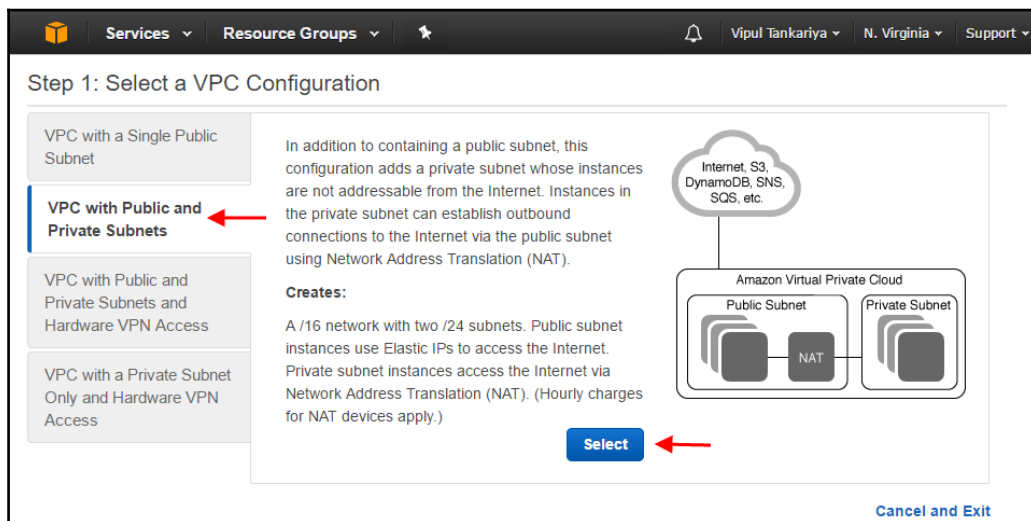 Services Resource Groups Vipul Tankariya N. Virginia Support
Step 1: Select a VPC Configuration
VPC with a Single Public
Subnet
VPC with Public and
Private Subnets
VPC with Public and
Private Subnets and
Hardware VPN Access
VPC with a Private Subnet
Only and Hardware VPN
Access
In addition to containing a public subnet, this
configuration adds a private subnet whose instances
are not addressable from the Internet. Instances in
the private subnet can establish outbound
connections to the Internet via the public subnet
using Network Address Translation (NAT).
Creates:
A /16 network with two /24 subnets. Public subnet
instances use Elastic IPs to access the Internet.
Private subnet instances access the Internet via
Network Address Translation (NAT). (Hourly charges
for NAT devices apply.)
Select
Internet, S3,
DynamoDB, SNS,
SQS, etc.
Amazon Virtual Private Cloud
Public Subnet
Private Subnet
NAT
Cancel and Exit